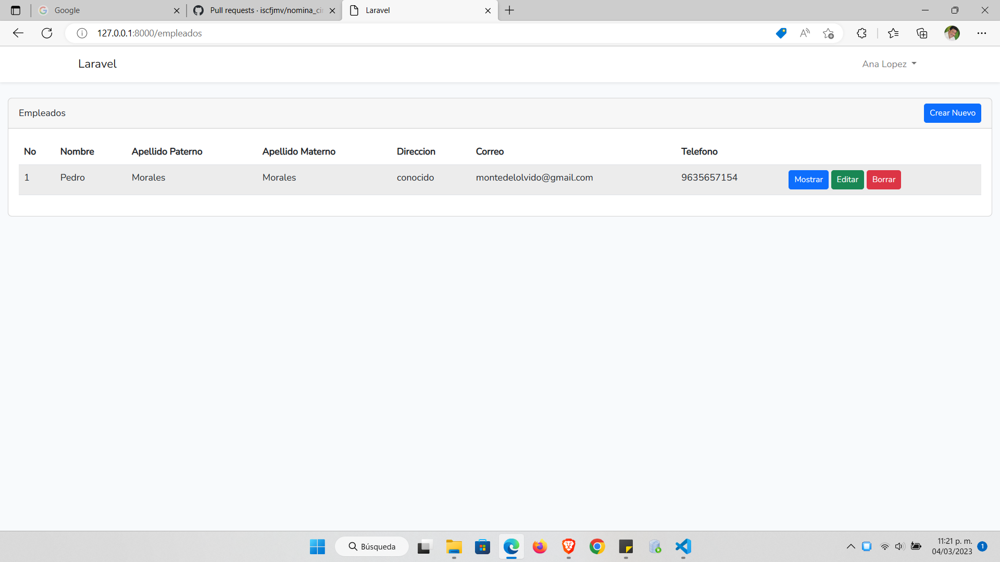 Google
Pull requests · iscfjmv/nomina_cir
Laravel
127.0.0.1:8000/empleados
Laravel
Ana Lopez
Empleados
Crear Nuevo
No Nombre Apellido Paterno Apellido Materno Direccion Correo Telefono
1 Pedro Morales Morales conocido montedelolvido@gmail.com 9635657154 Mostrar Editar Borrar
Búsqueda
11:21 p. m.
04/03/2023
1